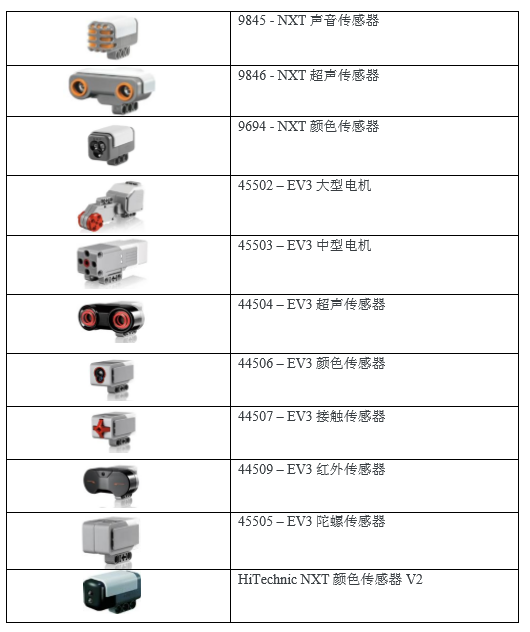 9845 - NXT 声音传感器
9846 - NXT 超声传感器
9694 - NXT 颜色传感器
45502 – EV3 大型电机
45503 – EV3 中型电机
44504 – EV3 超声传感器
44506 – EV3 颜色传感器
44507 – EV3 接触传感器
44509 – EV3 红外传感器
45505 – EV3 陀螺传感器
HiTechnic NXT 颜色传感器 V2